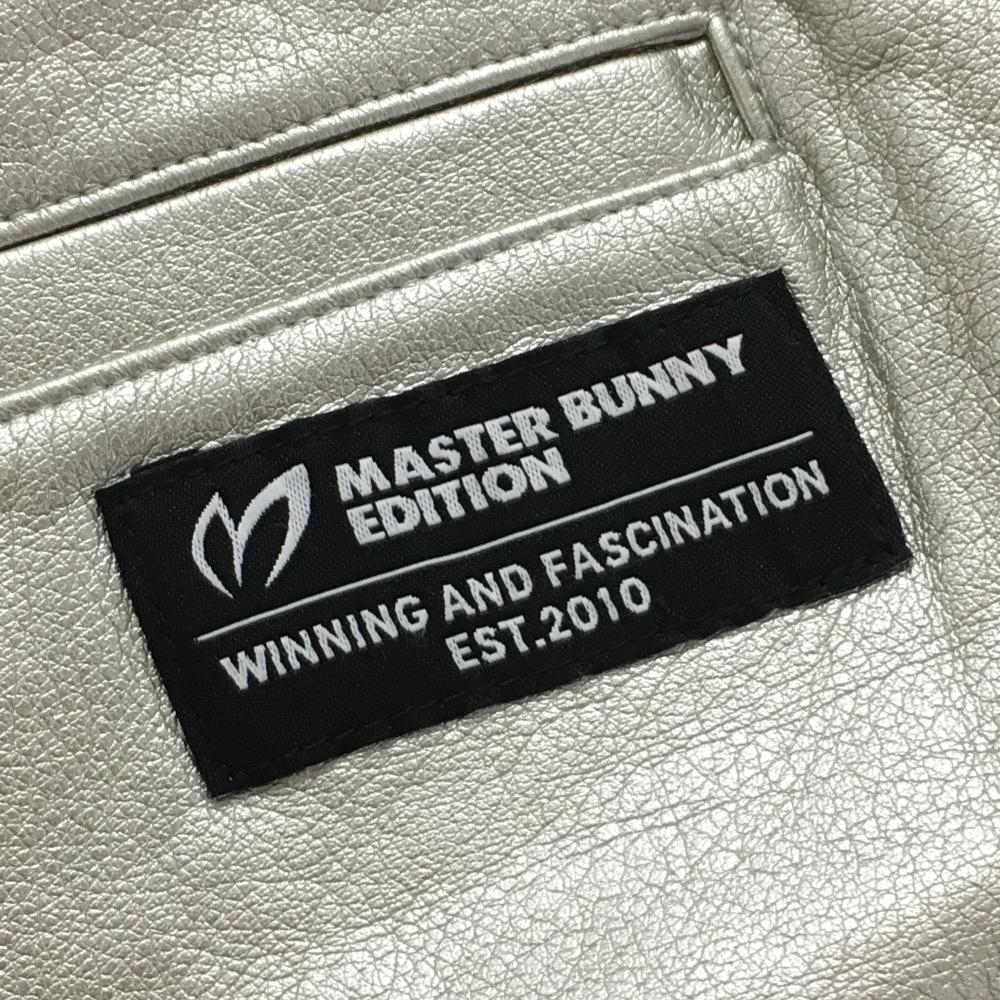 MASTER BUNNY
EDITION
WINNING AND FASCINATION
EST.2010